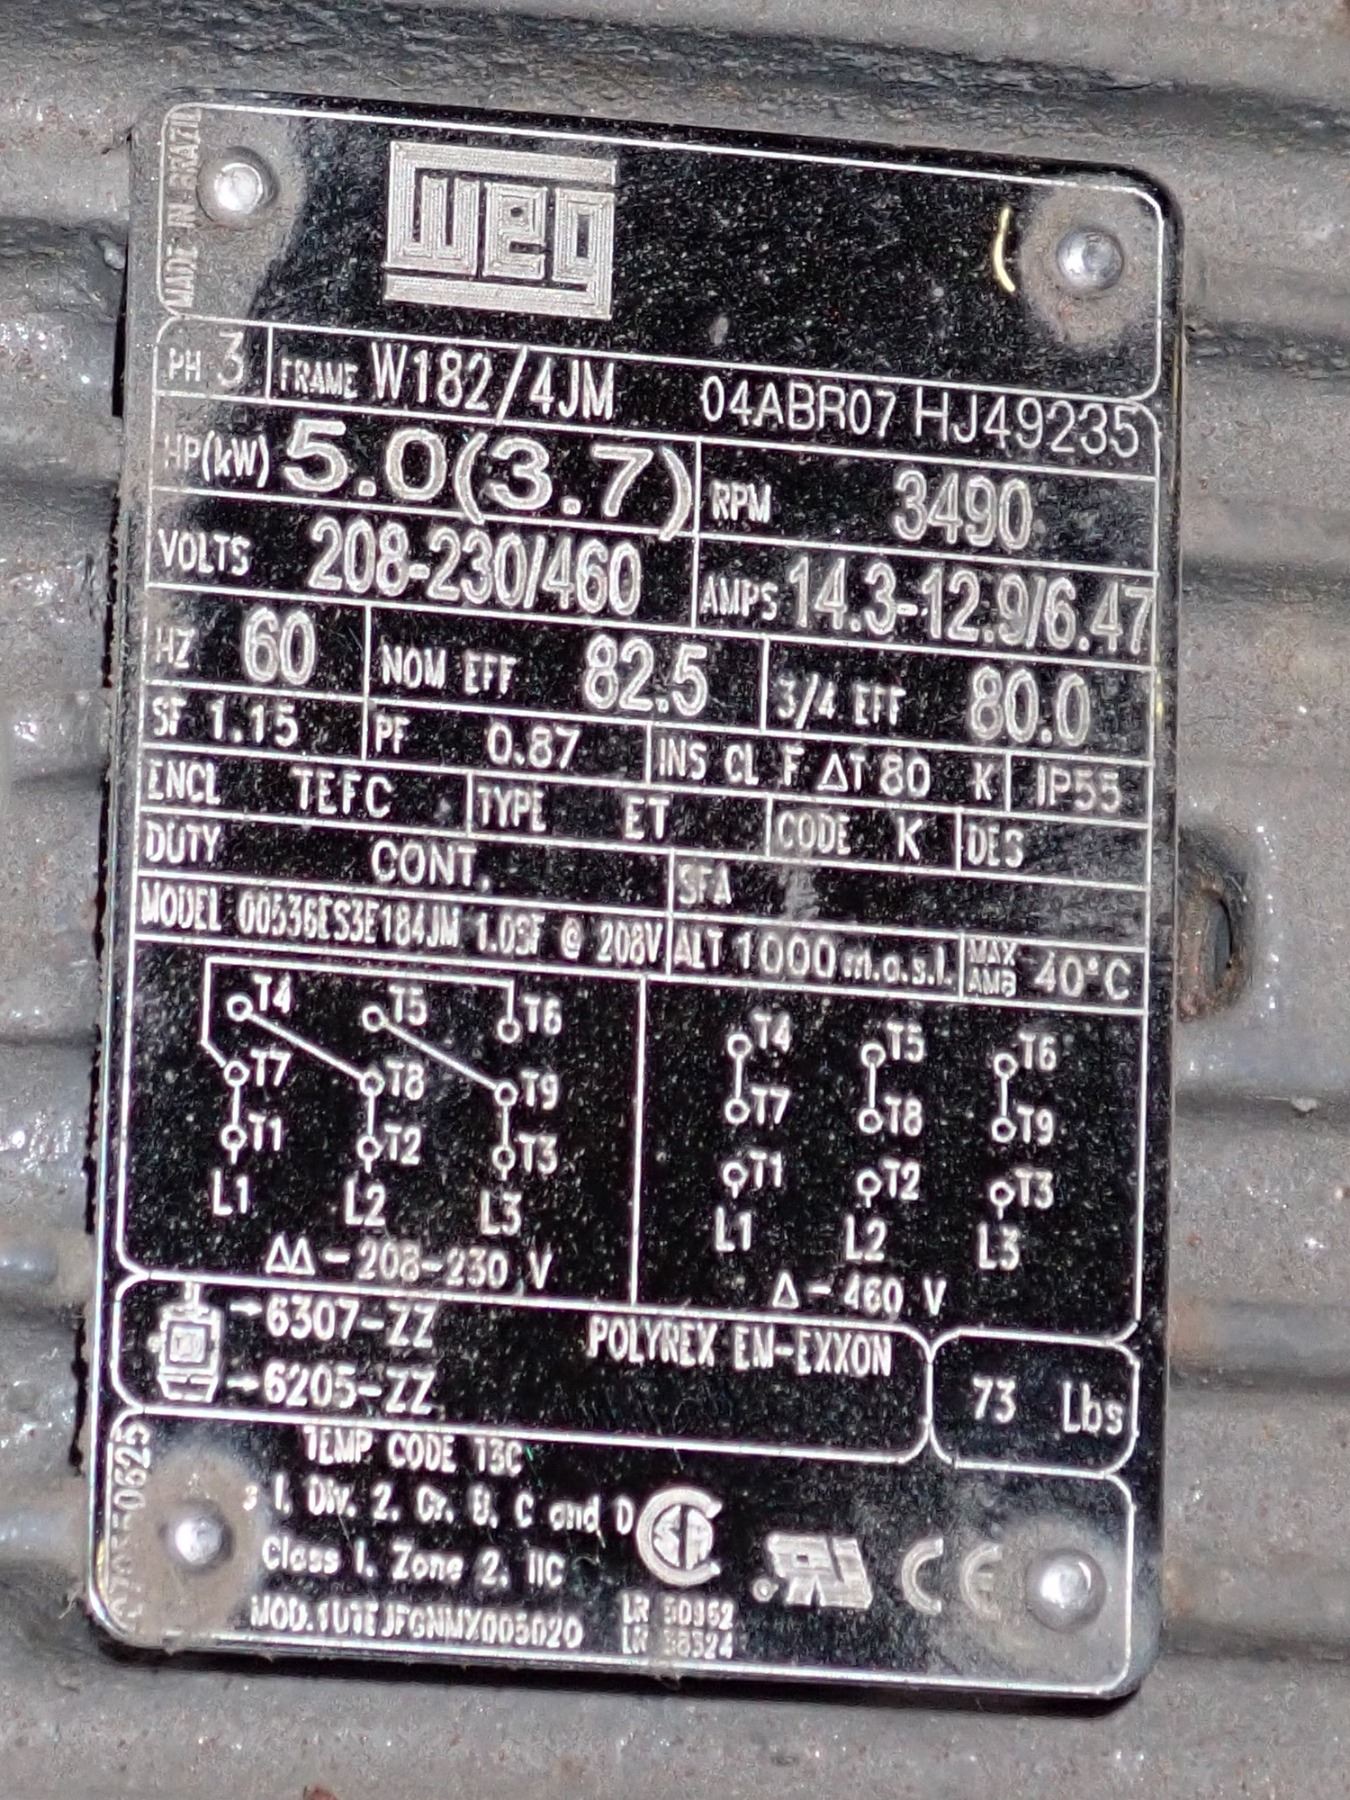 MADE IN BRAZIL
weg
PH 3 FRAME W182/4JM 04ABR07 HJ49235
HP(kW) 5.0(3.7) RPM 3490
VOLTS 208-230/460 AMPS 14.3-12.9/6.47
HZ 60 NOM EFF 82.5 3/4 EFF 80.0
SF 1.15 PF 0.87 INS CL F ΔT 80 K IP55
ENCL TEFC TYPE ET CODE K DES
DUTY CONT. SFA
MODEL 00536ES3E184JM 1.0SF @ 208V ALT 1000 m.a.s.l. MAX AMB 40°C
T4 T5 T6 T4 T5 T6
T7 T8 T9 T7 T8 T9
T1 T2 T3 T1 T2 T3
L1 L2 L3 L1 L2 L3
ΔΔ-208-230 V Δ-460 V
6307-ZZ POLYREX EM-EXXON
6205-ZZ
73 Lbs
TEMP. CODE T3C
I, Div. 2, Gr. B, C and D
Class I, Zone 2, IIC
CSA UR CE
LR
LR